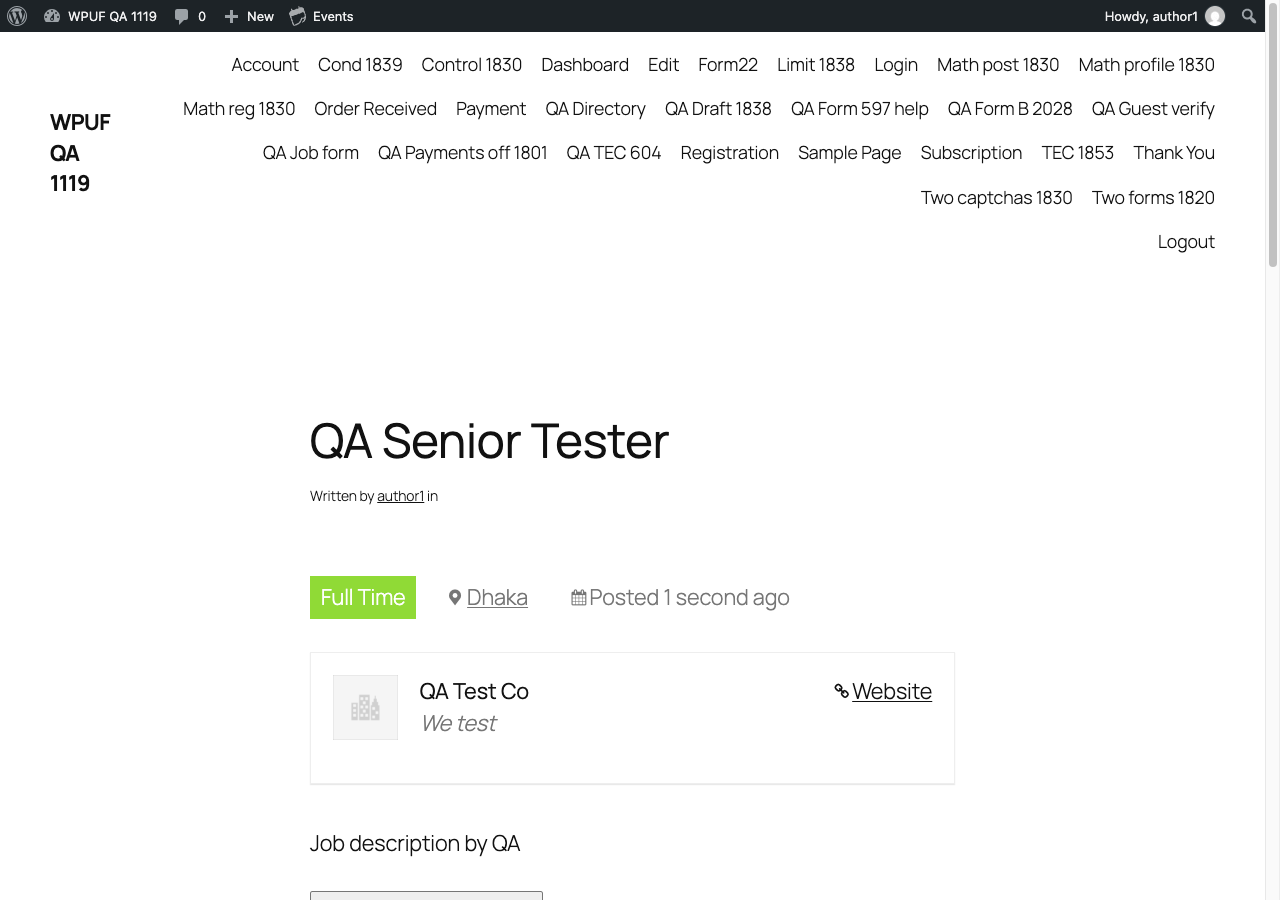 WPUF QA 1119 0 New Events Howdy, author1
Account Cond 1839 Control 1830 Dashboard Edit Form22 Limit 1838 Login Math post 1830 Math profile 1830
Math reg 1830 Order Received Payment QA Directory QA Draft 1838 QA Form 597 help QA Form B 2028 QA Guest verify
QA Job form QA Payments off 1801 QA TEC 604 Registration Sample Page Subscription TEC 1853 Thank You
Two captchas 1830 Two forms 1820
Logout
WPUF
QA
1119
QA Senior Tester
Written by author1 in
Full Time Dhaka Posted 1 second ago
QA Test Co Website
We test
Job description by QA